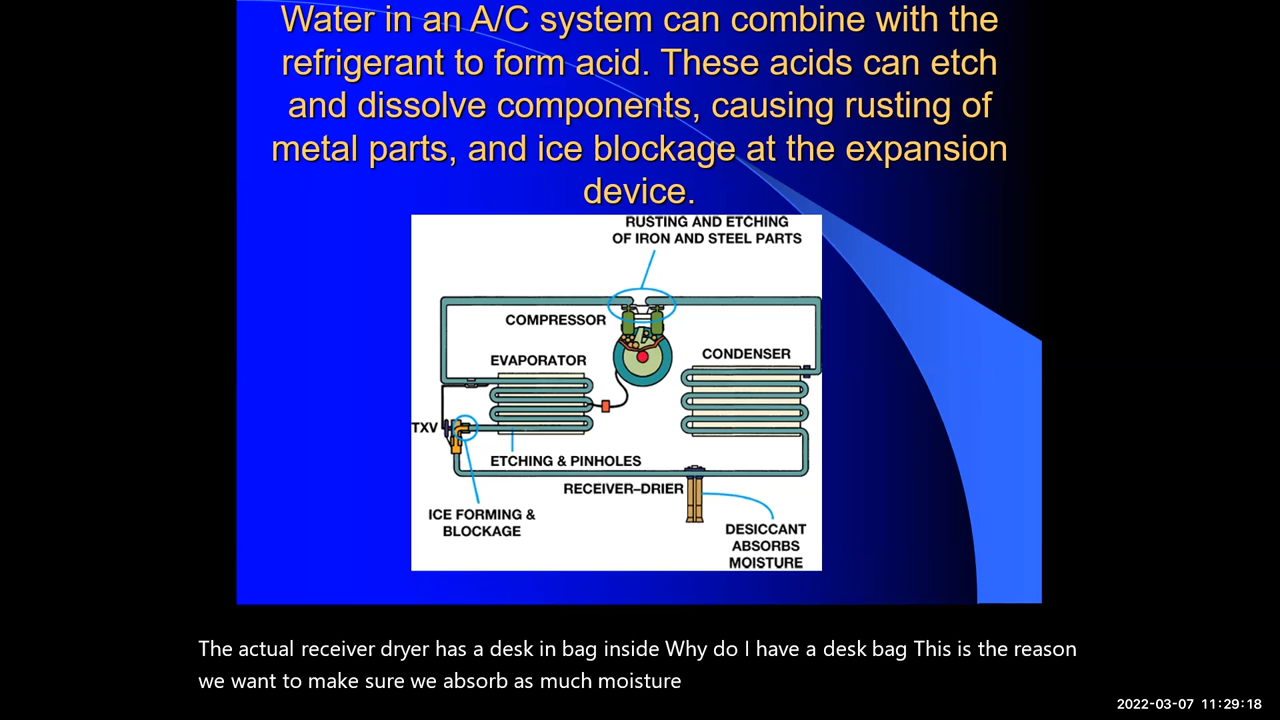 Water in an A/C system can combine with the
refrigerant to form acid. These acids can etch
and dissolve components, causing rusting of
metal parts, and ice blockage at the expansion
device.
RUSTING AND ETCHING
OF IRON AND STEEL PARTS
COMPRESSOR
EVAPORATOR
CONDENSER
TXV
ETCHING & PINHOLES
RECEIVER–DRIER
ICE FORMING &
BLOCKAGE
DESICCANT
ABSORBS
MOISTURE
The actual receiver dryer has a desk in bag inside Why do I have a desk bag This is the reason
we want to make sure we absorb as much moisture
2022-03-07 11:29:18